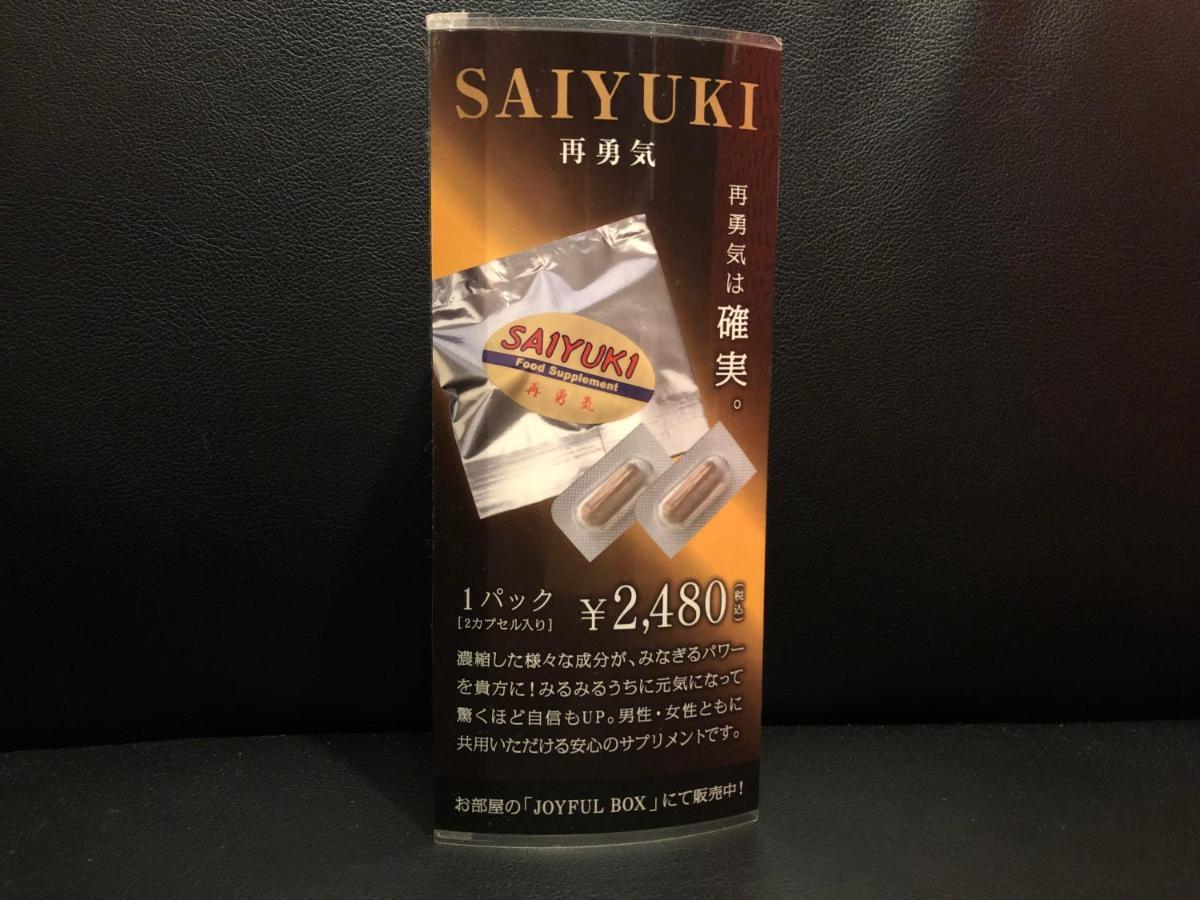 SAIYUKI
再勇気
再勇気は確実。
SAIYUKI
Food Supplement
再勇気
1パック
[2カプセル入り]
¥2,480(税込)
濃縮した様々な成分が、みなぎるパワー
を貴方に!みるみるうちに元気になって
驚くほど自信もUP。男性・女性ともに
共用いただける安心のサプリメントです。
お部屋の「JOYFUL BOX」にて販売中!